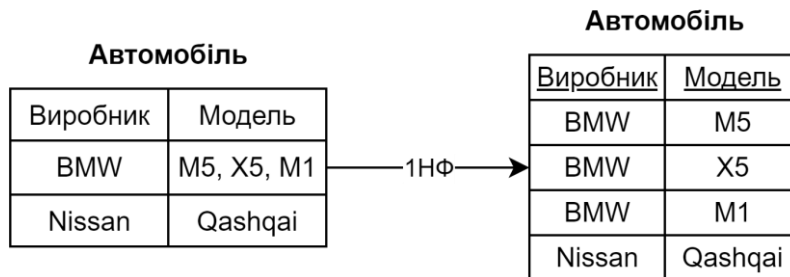 Автомобіль
Виробник Модель
BMW M5, X5, M1
Nissan Qashqai
1НФ
Автомобіль
Виробник Модель
BMW M5
BMW X5
BMW M1
Nissan Qashqai